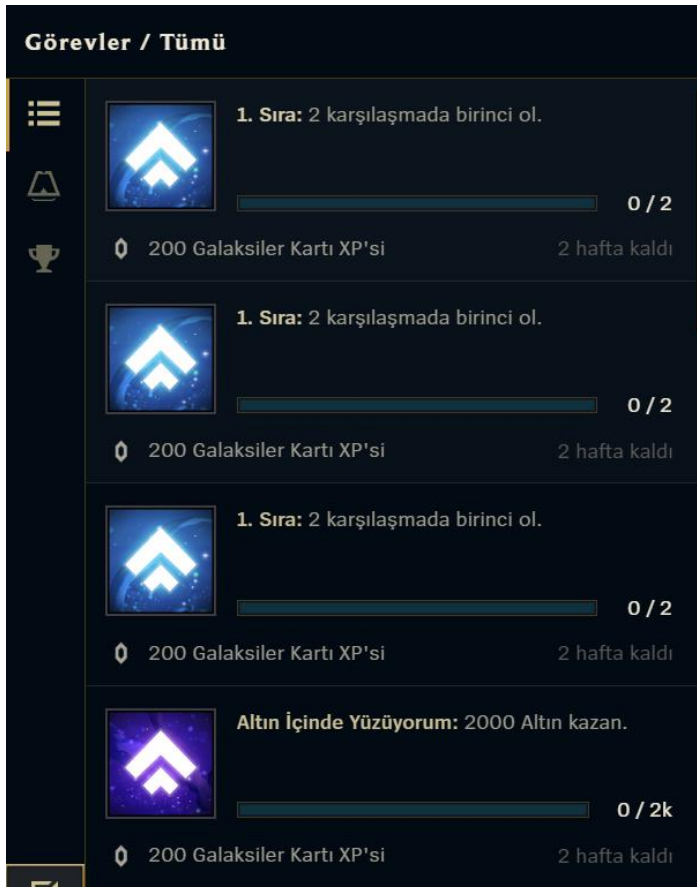 Görevler / Tümü
1. Sıra: 2 karşılaşmada birinci ol.
0 / 2
200 Galaksiler Kartı XP'si
2 hafta kaldı
1. Sıra: 2 karşılaşmada birinci ol.
0 / 2
200 Galaksiler Kartı XP'si
2 hafta kaldı
1. Sıra: 2 karşılaşmada birinci ol.
0 / 2
200 Galaksiler Kartı XP'si
2 hafta kaldı
Altın İçinde Yüzüyorum: 2000 Altın kazan.
0 / 2k
200 Galaksiler Kartı XP'si
2 hafta kaldı